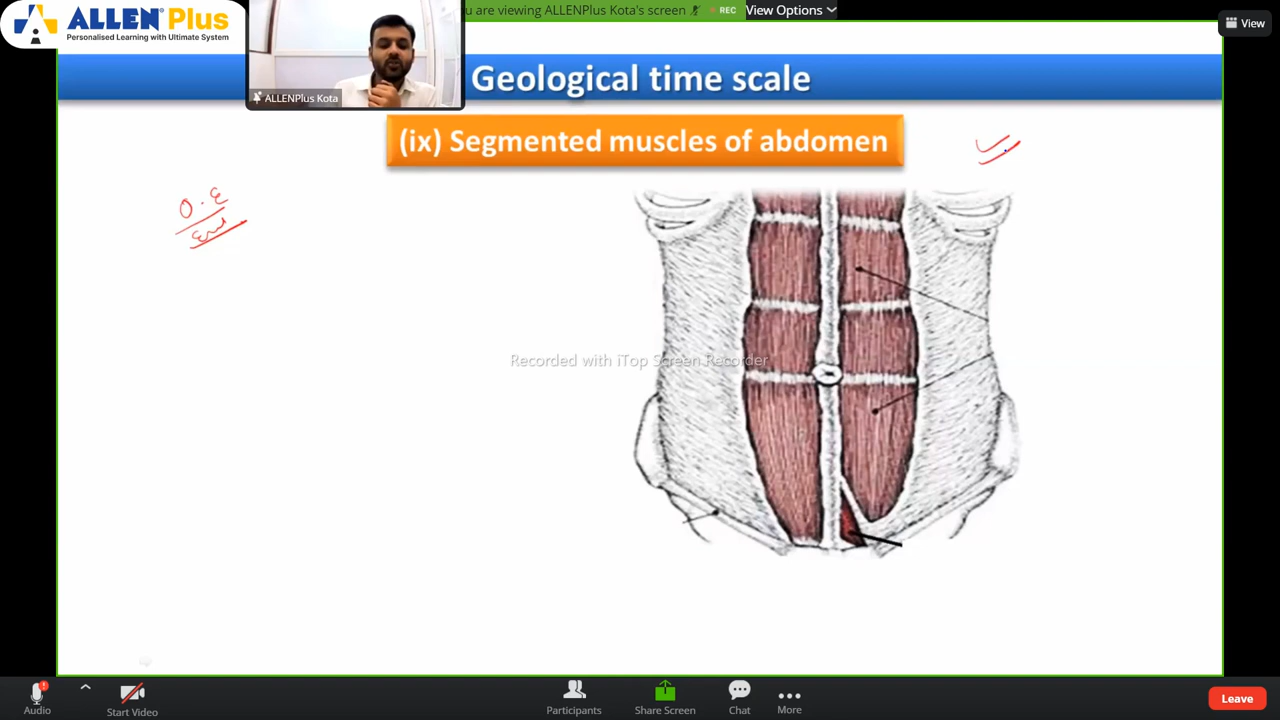 You are viewing ALLENPlus Kota's screen
REC
View Options
ALLEN Plus
Personalised Learning with Ultimate System
View
ALLENPlus Kota
Geological time scale
(ix) Segmented muscles of abdomen
O.E
Recorded with iTop Screen Recorder
Audio
Start Video
Participants
Share Screen
Chat
More
Leave